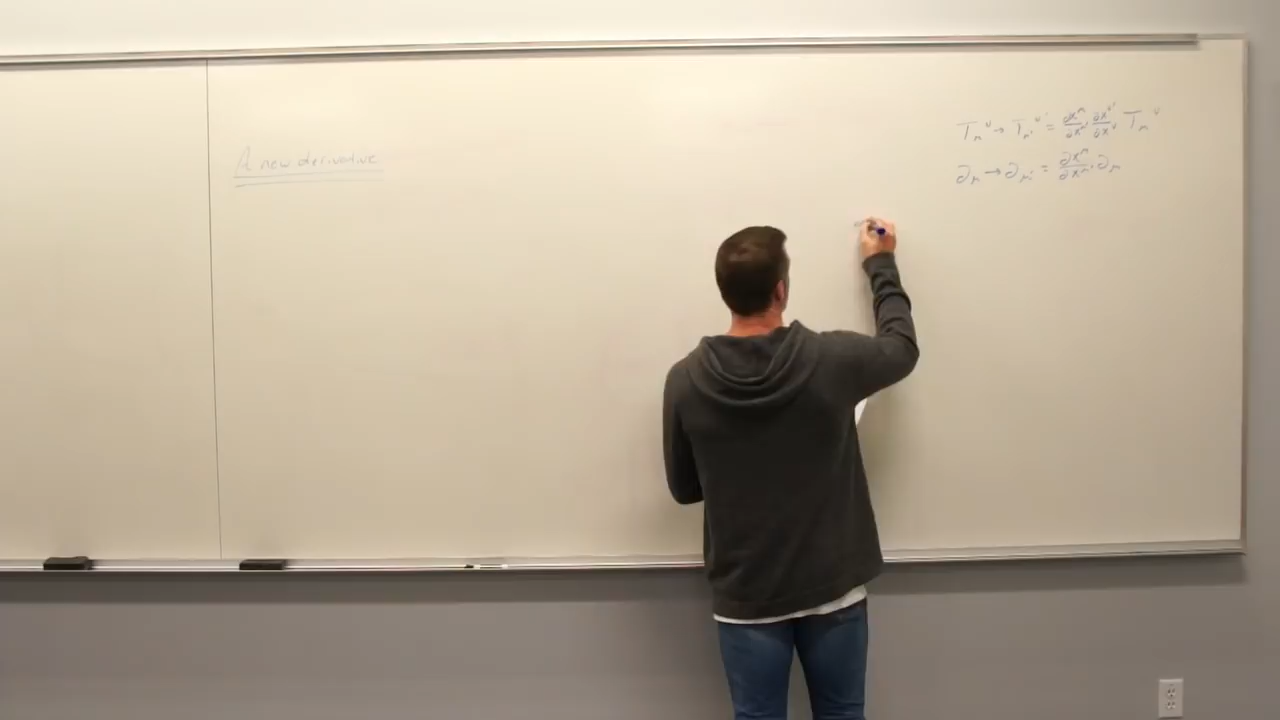 A new derivative
T_μ^ν → T_μ'^ν' = ∂x^μ/∂x^μ' ∂x^ν'/∂x^ν T_μ^ν
∂_μ → ∂_μ' = ∂x^μ/∂x^μ' ∂_μ